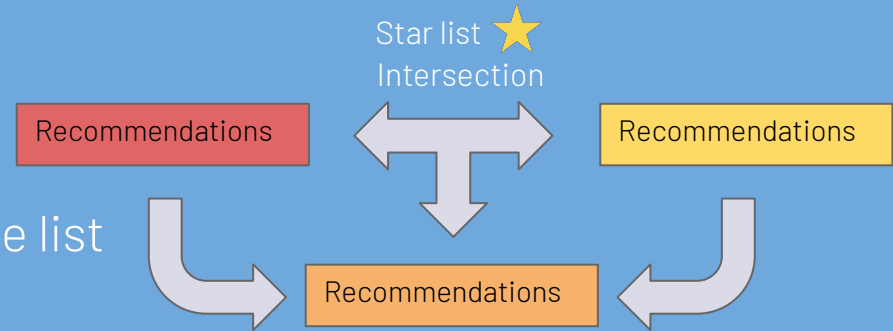 Star list
Intersection
Recommendations
Recommendations
e list
Recommendations